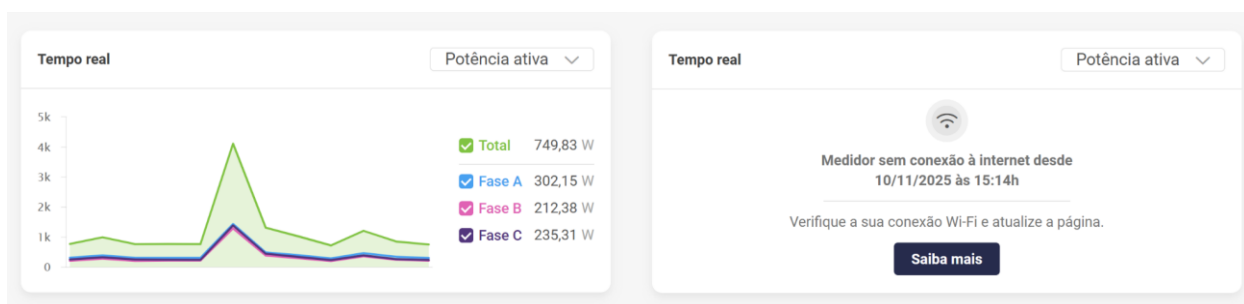 Tempo real
Potência ativa
5k
4k
3k
2k
1k
0
Total 749,83 W
Fase A 302,15 W
Fase B 212,38 W
Fase C 235,31 W
Tempo real
Potência ativa
Medidor sem conexão à internet desde
10/11/2025 às 15:14h
Verifique a sua conexão Wi-Fi e atualize a página.
Saiba mais